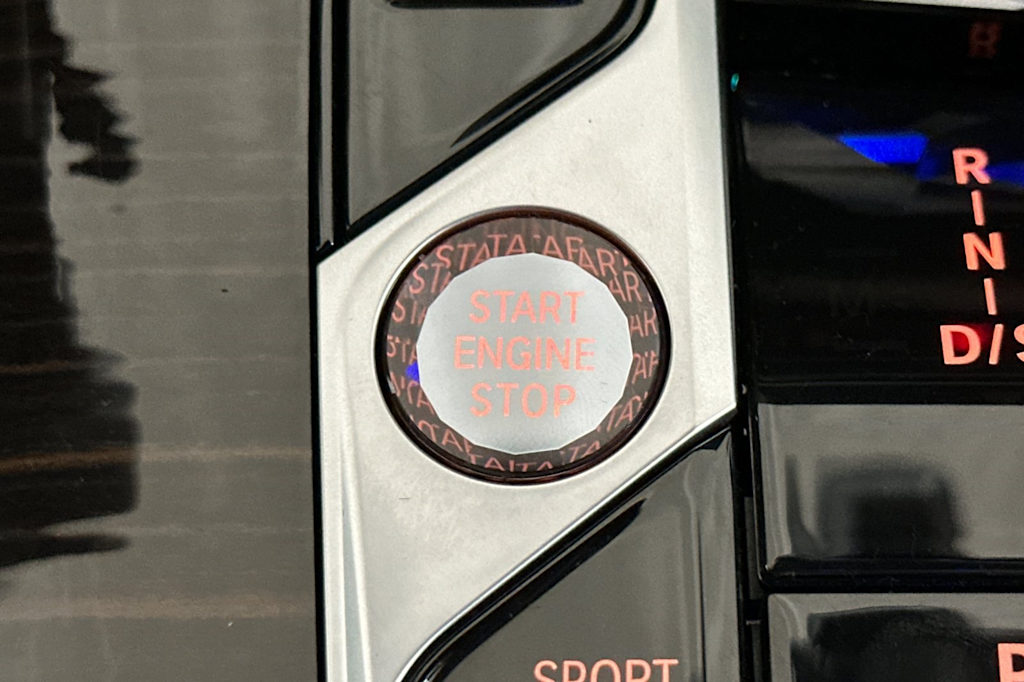 START
ENGINE
STOP
R
N
D/S
SPORT
P